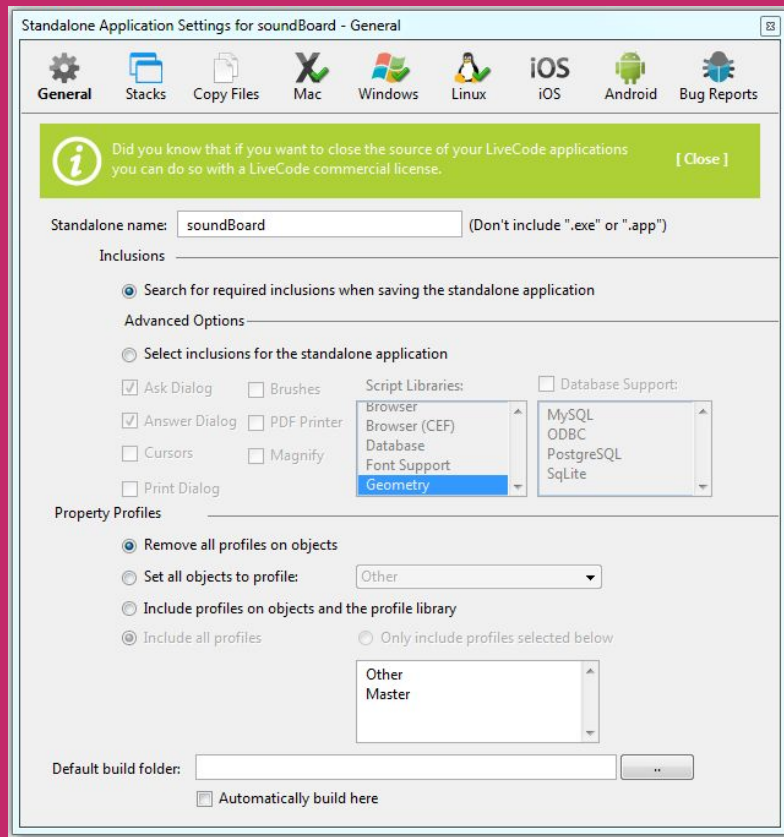 Standalone Application Settings for soundBoard - General
General Stacks Copy Files Mac Windows Linux iOS iOS Android Bug Reports
Did you know that if you want to close the source of your LiveCode applications
you can do so with a LiveCode commercial license.
[ Close ]
Standalone name: soundBoard (Don't include ".exe" or ".app")
Inclusions
Search for required inclusions when saving the standalone application
Advanced Options
Select inclusions for the standalone application
Ask Dialog Brushes Script Libraries: Database Support:
Answer Dialog PDF Printer
Cursors Magnify
Print Dialog
Browser
Browser (CEF)
Database
Font Support
Geometry
MySQL
ODBC
PostgreSQL
SqLite
Property Profiles
Remove all profiles on objects
Set all objects to profile: Other
Include profiles on objects and the profile library
Include all profiles Only include profiles selected below
Other
Master
Default build folder: ..
Automatically build here